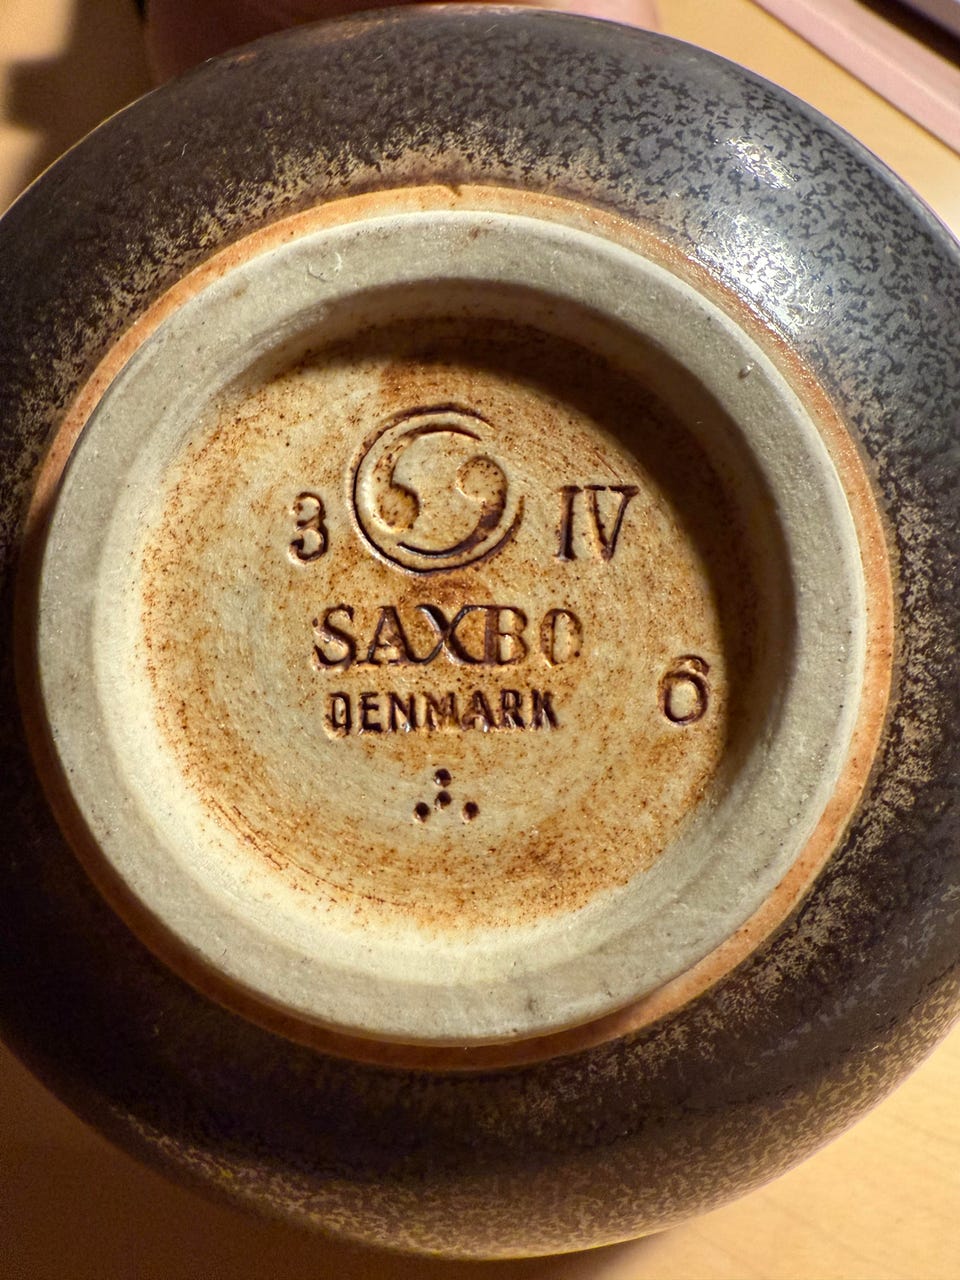 3 IV
SAXBO
DENMARK
6